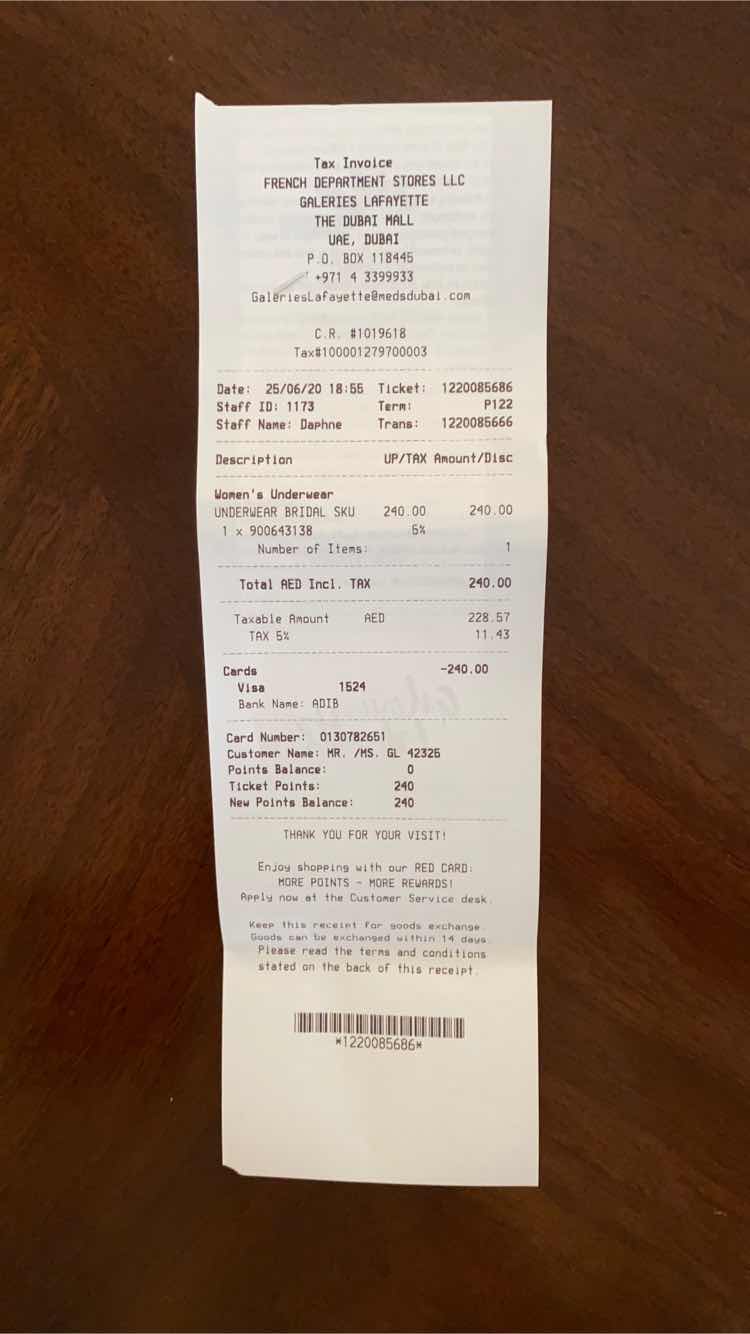 Tax Invoice
FRENCH DEPARTMENT STORES LLC
GALERIES LAFAYETTE
THE DUBAI MALL
UAE, DUBAI
P.O. BOX 118445
+971 4 3399933
GaleriesLafayette@medsdubai.com
C.R. #1019618
Tax#100001279700003
Date: 25/06/20 18:55 Ticket: 1220085686
Staff ID: 1173 Term: P122
Staff Name: Daphne Trans: 1220085666
Description UP/TAX Amount/Disc
Women's Underwear
UNDERWEAR BRIDAL SKU 240.00 240.00
1 x 900643138 5%
Number of Items: 1
Total AED Incl. TAX 240.00
Taxable Amount AED 228.57
TAX 5% 11.43
Cards -240.00
Visa 1524
Bank Name: ADIB
Card Number: 0130782651
Customer Name: MR. /MS. GL 42325
Points Balance: 0
Ticket Points: 240
New Points Balance: 240
THANK YOU FOR YOUR VISIT!
Enjoy shopping with our RED CARD:
MORE POINTS - MORE REWARDS!
Apply now at the Customer Service desk.
Keep this receipt for goods exchange.
Goods can be exchanged within 14 days.
Please read the terms and conditions
stated on the back of this receipt.
*1220085686*